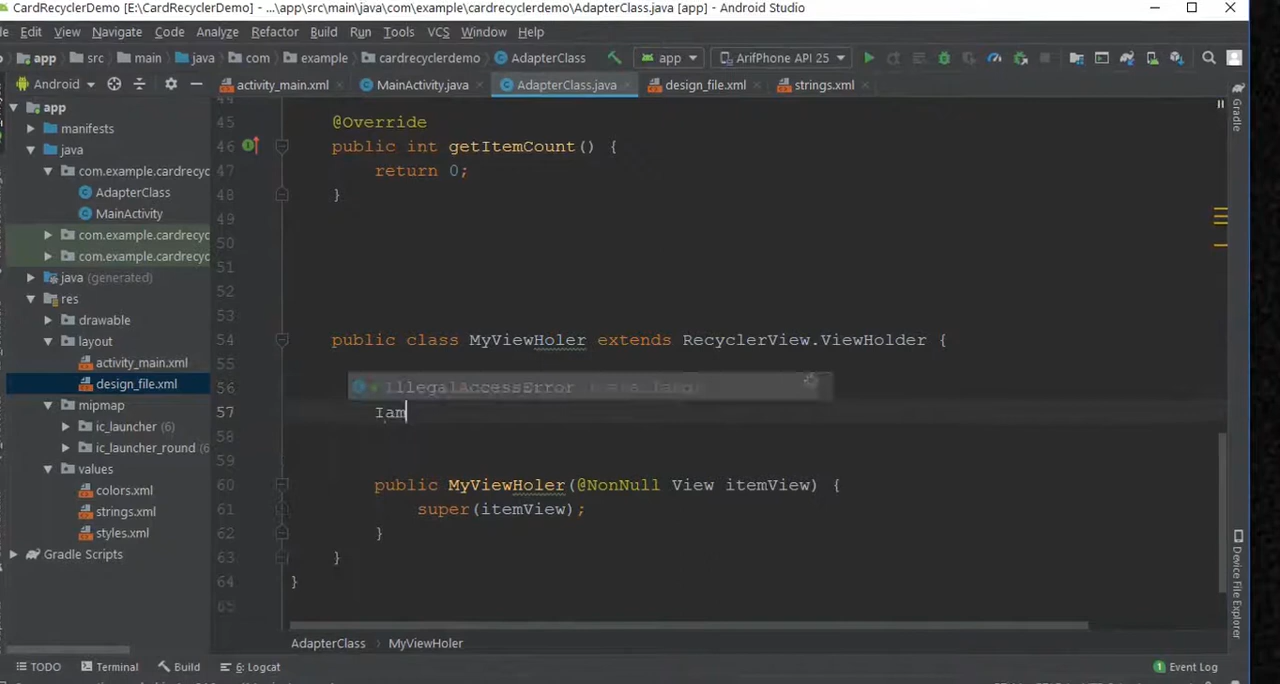 CardRecyclerDemo [E:\CardRecyclerDemo] - ...\app\src\main\java\com\example\cardrecyclerdemo\AdapterClass.java [app] - Android Studio
Edit View Navigate Code Analyze Refactor Build Run Tools VCS Window Help
app src main java com example cardrecyclerdemo AdapterClass app ArifPhone API 25
Android activity_main.xml MainActivity.java AdapterClass.java design_file.xml strings.xml
app
manifests
java
com.example.cardrecyc
AdapterClass
MainActivity
com.example.cardrecyc
com.example.cardrecyc
java (generated)
res
drawable
layout
activity_main.xml
design_file.xml
mipmap
ic_launcher (6)
ic_launcher_round (6
values
colors.xml
strings.xml
styles.xml
Gradle Scripts
44
45 @Override
46 public int getItemCount() {
47 return 0;
48 }
49
50
51
52
53
54 public class MyViewHoler extends RecyclerView.ViewHolder {
55
56 IllegalAccessError
57 Iam
58
59
60 public MyViewHoler(@NonNull View itemView) {
61 super(itemView);
62 }
63 }
64 }
65
Gradle
Device File Explorer
AdapterClass MyViewHoler
TODO Terminal Build 6: Logcat 1 Event Log